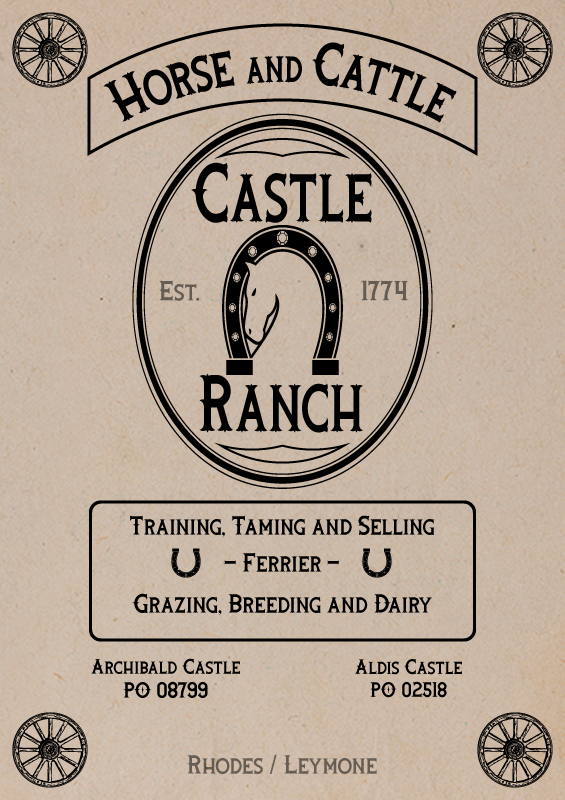 Horse and Cattle
Castle
Est. 1774
Ranch
Training, Taming and Selling
- Ferrier -
Grazing, Breeding and Dairy
Archibald Castle
PO 08799
Aldis Castle
PO 02518
Rhodes / Leymone